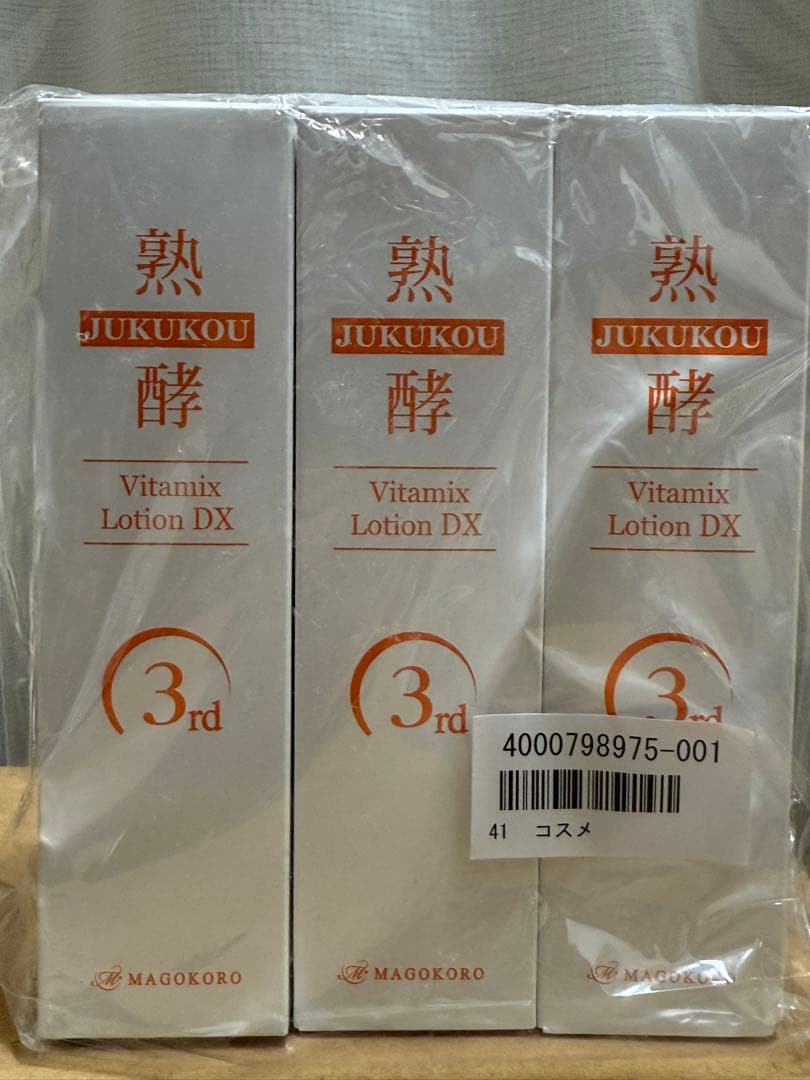 熟
JUKUKOU
酵
Vitamix
Lotion DX
3rd
MAGOKORO
熟
JUKUKOU
酵
Vitamix
Lotion DX
3rd
MAGOKORO
熟
JUKUKOU
酵
Vitamix
Lotion DX
3rd
MAGOKORO
4000798975-001
41 コスメ